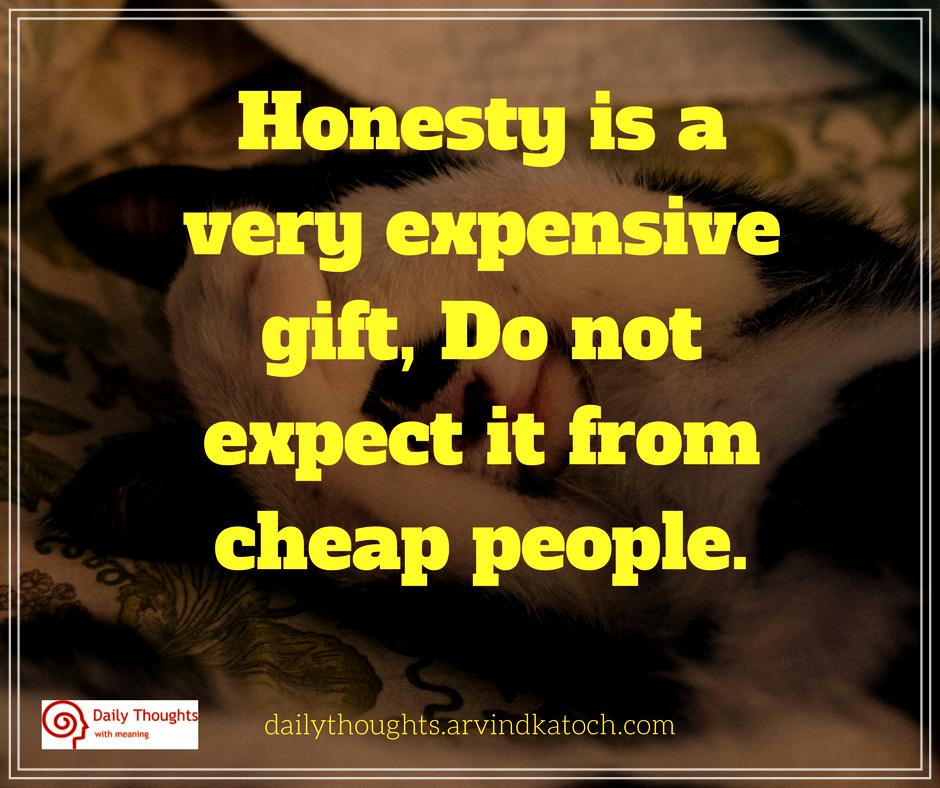 Honesty is a
very expensive
gift, Do not
expect it from
cheap people.
Daily Thoughts
with meaning
dailythoughts.arvindkatoch.com